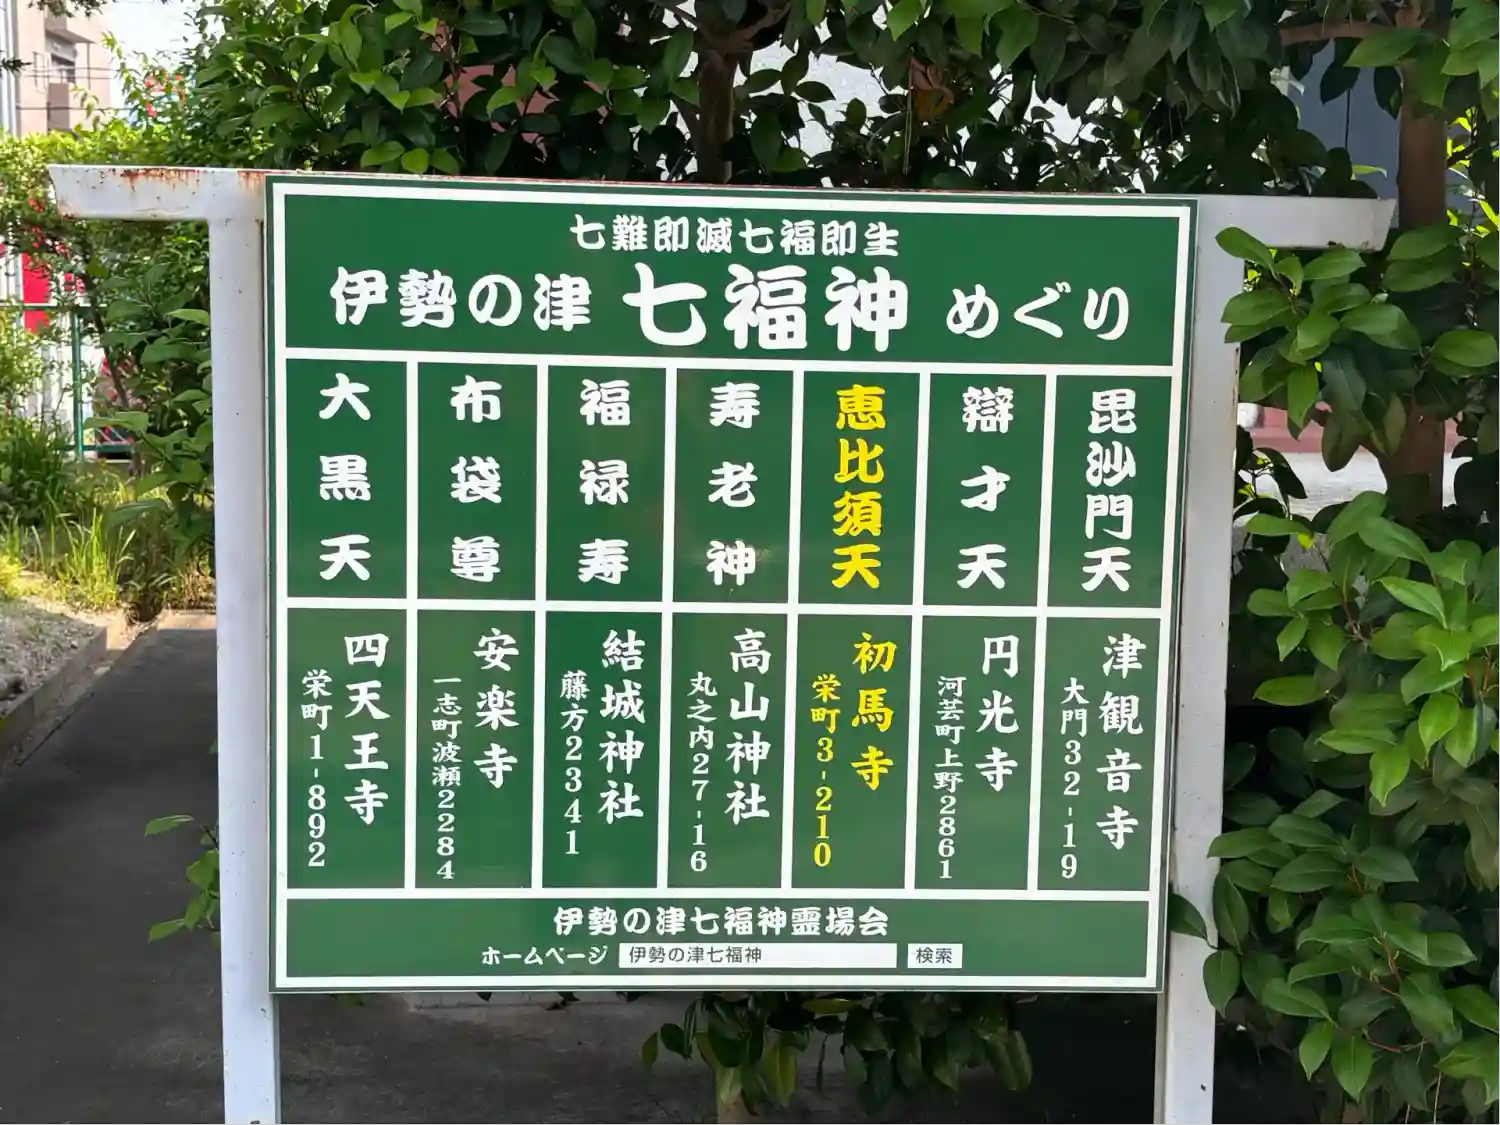 七難即滅七福即生
伊勢の津 七福神 めぐり
毘沙門天
津観音寺
大門32-19
辯才天
円光寺
河芸町上野2861
恵比須天
初馬寺
栄町3-210
寿老神
高山神社
丸之内27-16
福禄寿
結城神社
藤方2341
布袋尊
安楽寺
一志町波瀬2284
大黒天
四天王寺
栄町1-892
伊勢の津七福神霊場会
ホームページ 伊勢の津七福神 検索